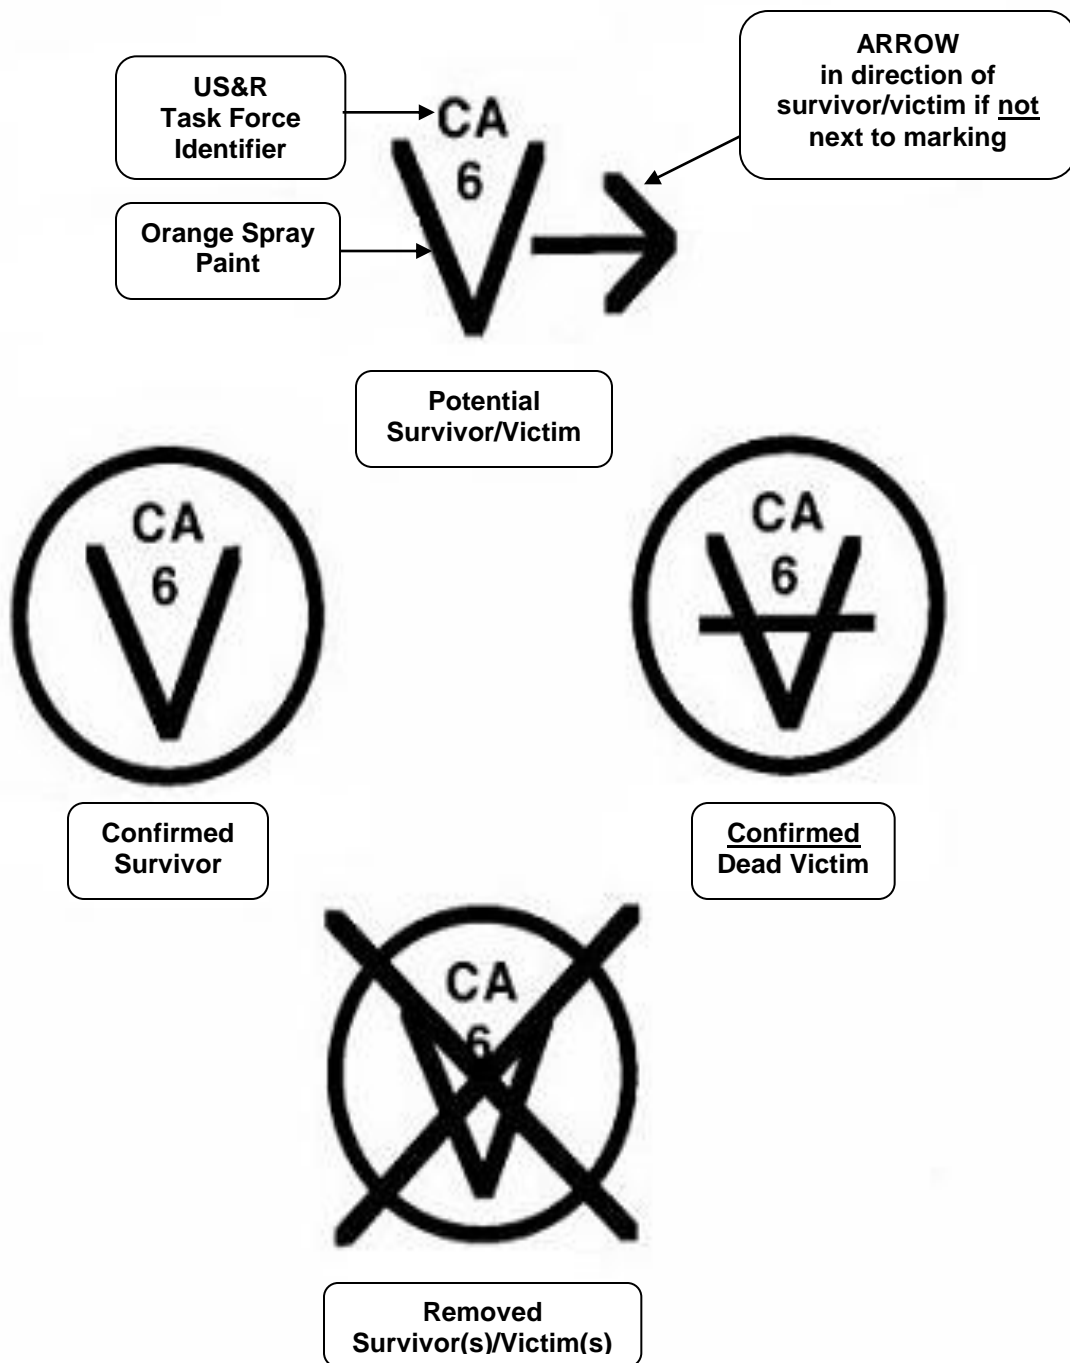 US&R
Task Force
Identifier
CA
6
ARROW
in direction of
survivor/victim if not
next to marking
Orange Spray
Paint
V
Potential
Survivor/Victim
CA
6
V
Confirmed
Survivor
CA
6
V
Confirmed
Dead Victim
CA
6
V
Removed
Survivor(s)/Victim(s)